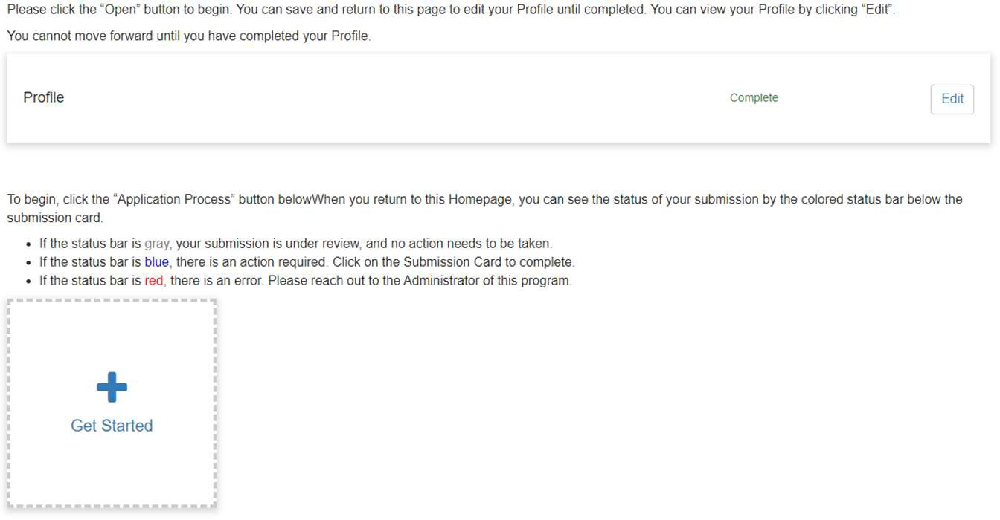 Please click the “Open” button to begin. You can save and return to this page to edit your Profile until completed. You can view your Profile by clicking “Edit”.
You cannot move forward until you have completed your Profile.
Profile
Complete
Edit
To begin, click the “Application Process” button belowWhen you return to this Homepage, you can see the status of your submission by the colored status bar below the
submission card.
• If the status bar is gray, your submission is under review, and no action needs to be taken.
• If the status bar is blue, there is an action required. Click on the Submission Card to complete.
• If the status bar is red, there is an error. Please reach out to the Administrator of this program.
Get Started